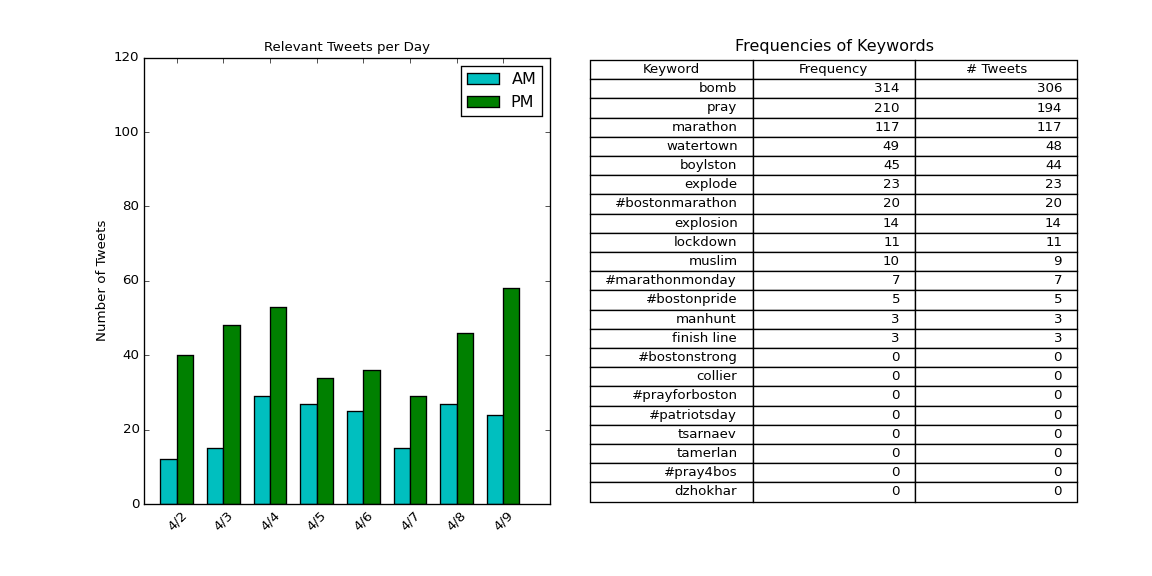 Relevant Tweets per Day
120
100
80
60
40
20
0
Number of Tweets
AM
PM
4/2 4/3 4/4 4/5 4/6 4/7 4/8 4/9
Frequencies of Keywords
Keyword Frequency # Tweets
bomb 314 306
pray 210 194
marathon 117 117
watertown 49 48
boylston 45 44
explode 23 23
#bostonmarathon 20 20
explosion 14 14
lockdown 11 11
muslim 10 9
#marathonmonday 7 7
#bostonpride 5 5
manhunt 3 3
finish line 3 3
#bostonstrong 0 0
collier 0 0
#prayforboston 0 0
#patriotsday 0 0
tsarnaev 0 0
tamerlan 0 0
#pray4bos 0 0
dzhokhar 0 0